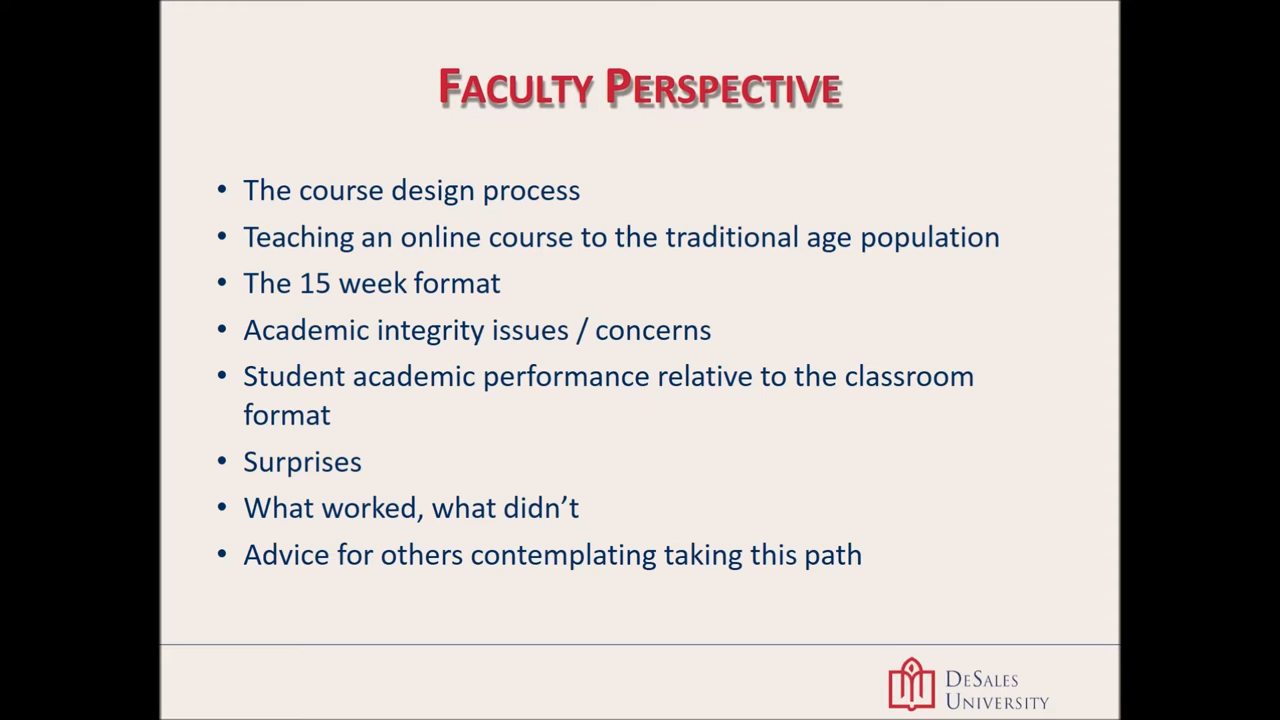 FACULTY PERSPECTIVE
• The course design process
• Teaching an online course to the traditional age population
• The 15 week format
• Academic integrity issues / concerns
• Student academic performance relative to the classroom
format
• Surprises
• What worked, what didn’t
• Advice for others contemplating taking this path
DESALES
UNIVERSITY